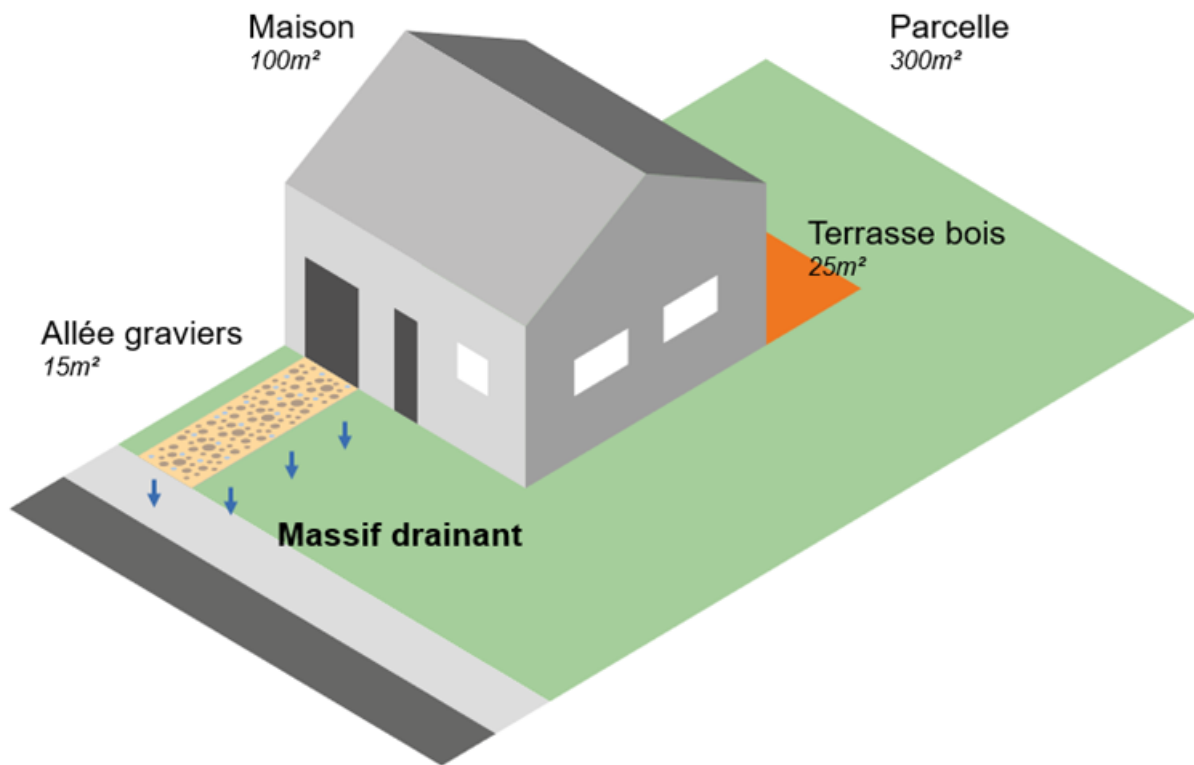 Maison
100m²
Parcelle
300m²
Terrasse bois
25m²
Allée graviers
15m²
Massif drainant